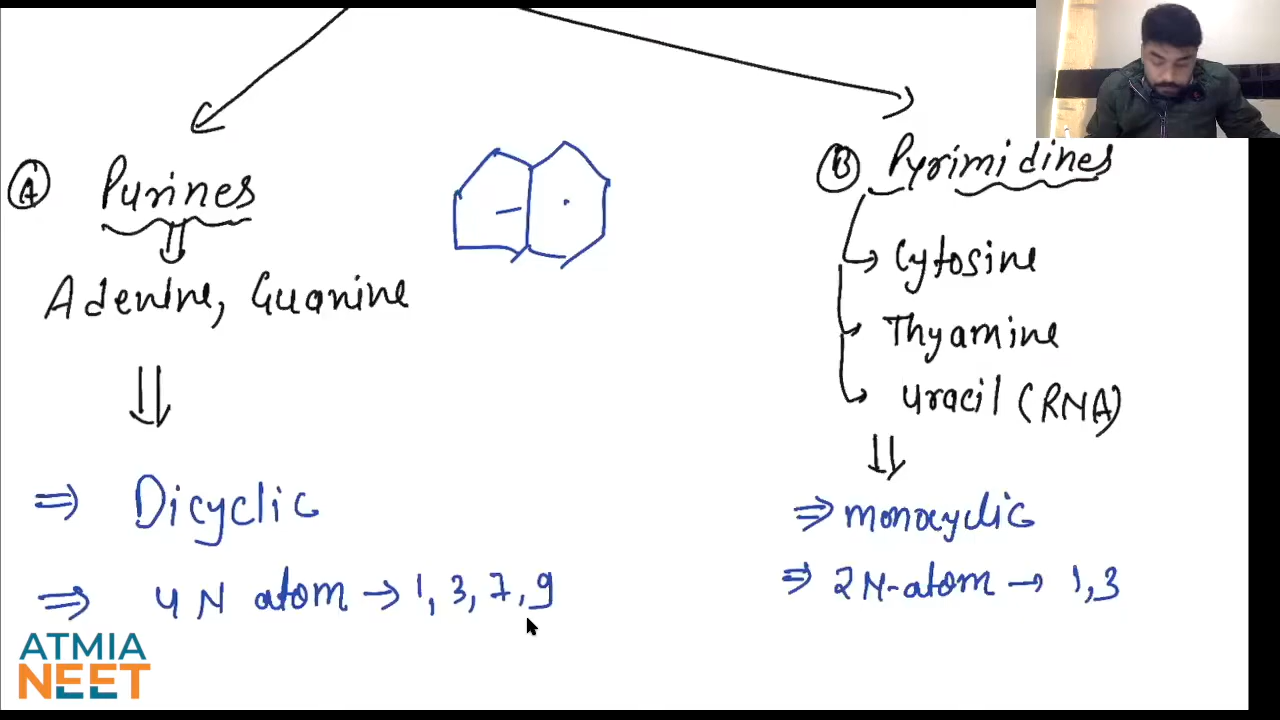 Ⓐ Purines
Adenine, Guanine
⇒ Dicyclic
⇒ 4 N atom → 1, 3, 7, 9
Ⓑ Pyrimidines
→ Cytosine
→ Thyamine
→ Uracil (RNA)
⇒ monocyclic
⇒ 2N-atom → 1,3
ATMIA
NEET